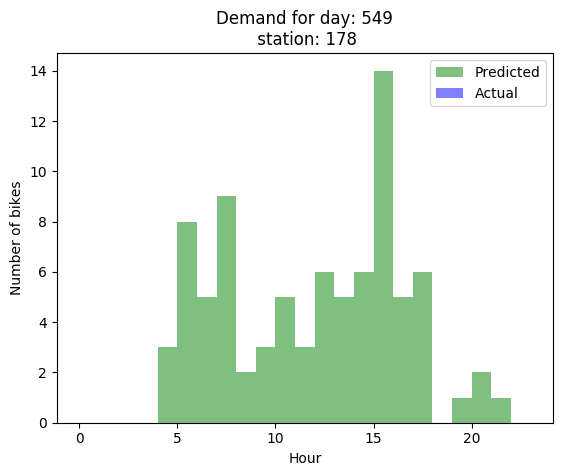 Demand for day: 549
station: 178
Predicted
Actual
Number of bikes
14
12
10
8
6
4
2
0
0 5 10 15 20
Hour